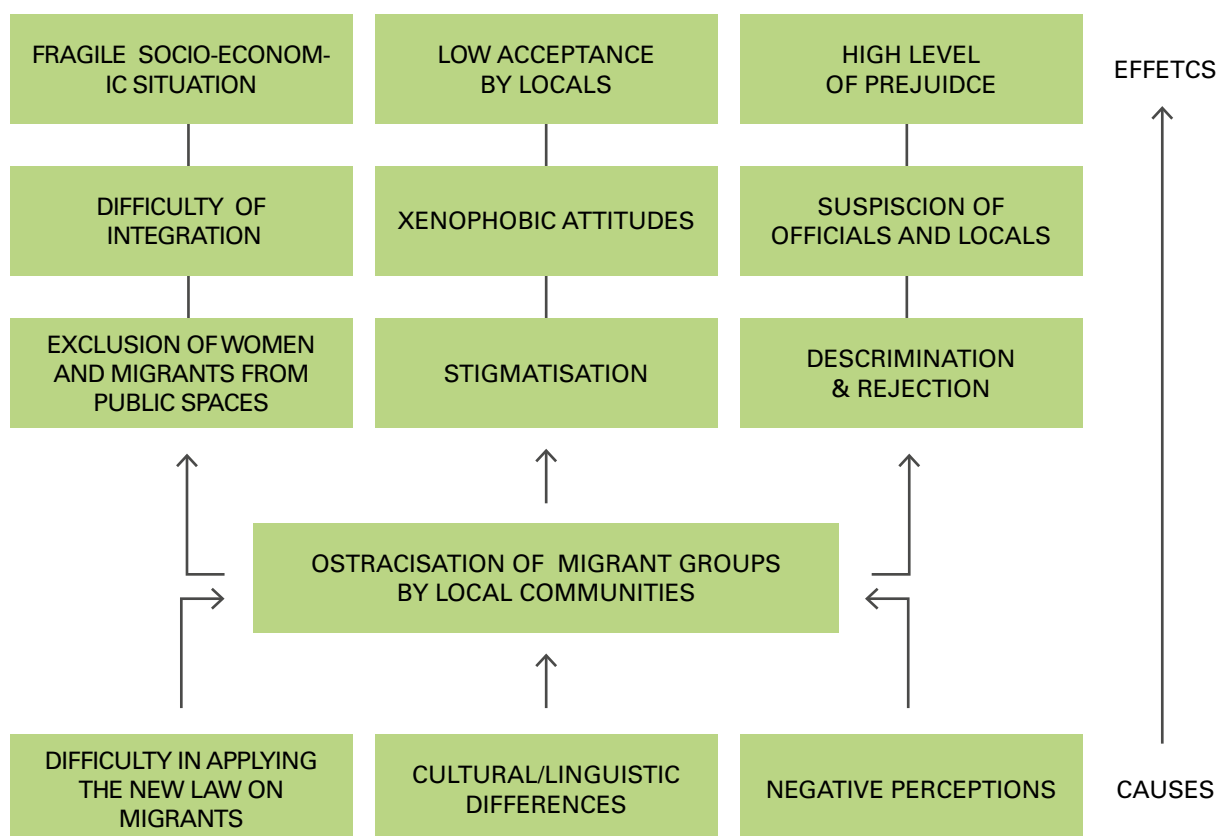 FRAGILE SOCIO-ECONOM-
IC SITUATION
LOW ACCEPTANCE
BY LOCALS
HIGH LEVEL
OF PREJUIDCE
EFFETCS
DIFFICULTY OF
INTEGRATION
XENOPHOBIC ATTITUDES
SUSPISCION OF
OFFICIALS AND LOCALS
EXCLUSION OF WOMEN
AND MIGRANTS FROM
PUBLIC SPACES
STIGMATISATION
DESCRIMINATION
& REJECTION
OSTRACISATION OF MIGRANT GROUPS
BY LOCAL COMMUNITIES
DIFFICULTY IN APPLYING
THE NEW LAW ON
MIGRANTS
CULTURAL/LINGUISTIC
DIFFERENCES
NEGATIVE PERCEPTIONS
CAUSES